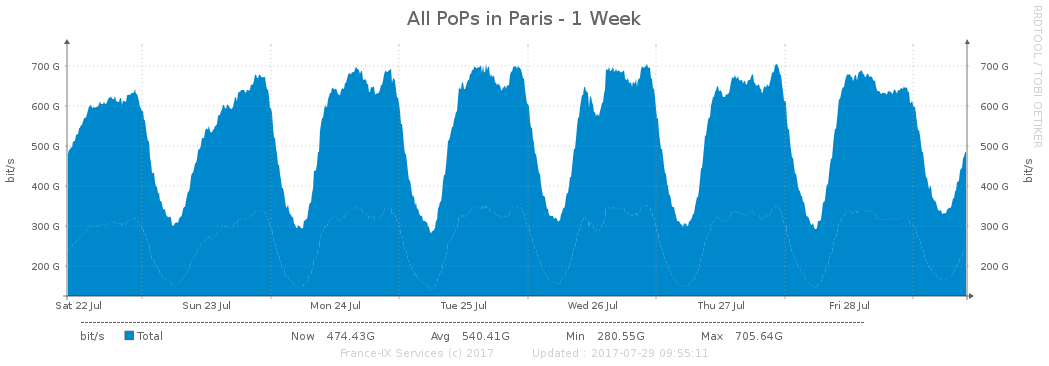 All PoPs in Paris - 1 Week
RRDTOOL / TOBI OETIKER
bit/s
700 G
600 G
500 G
400 G
300 G
200 G
700 G
600 G
500 G
400 G
300 G
200 G
bit/s
Sat 22 Jul Sun 23 Jul Mon 24 Jul Tue 25 Jul Wed 26 Jul Thu 27 Jul Fri 28 Jul
bit/s Total Now 474.43G Avg 540.41G Min 280.55G Max 705.64G
France-IX Services (c) 2017 Updated : 2017-07-29 09:55:11